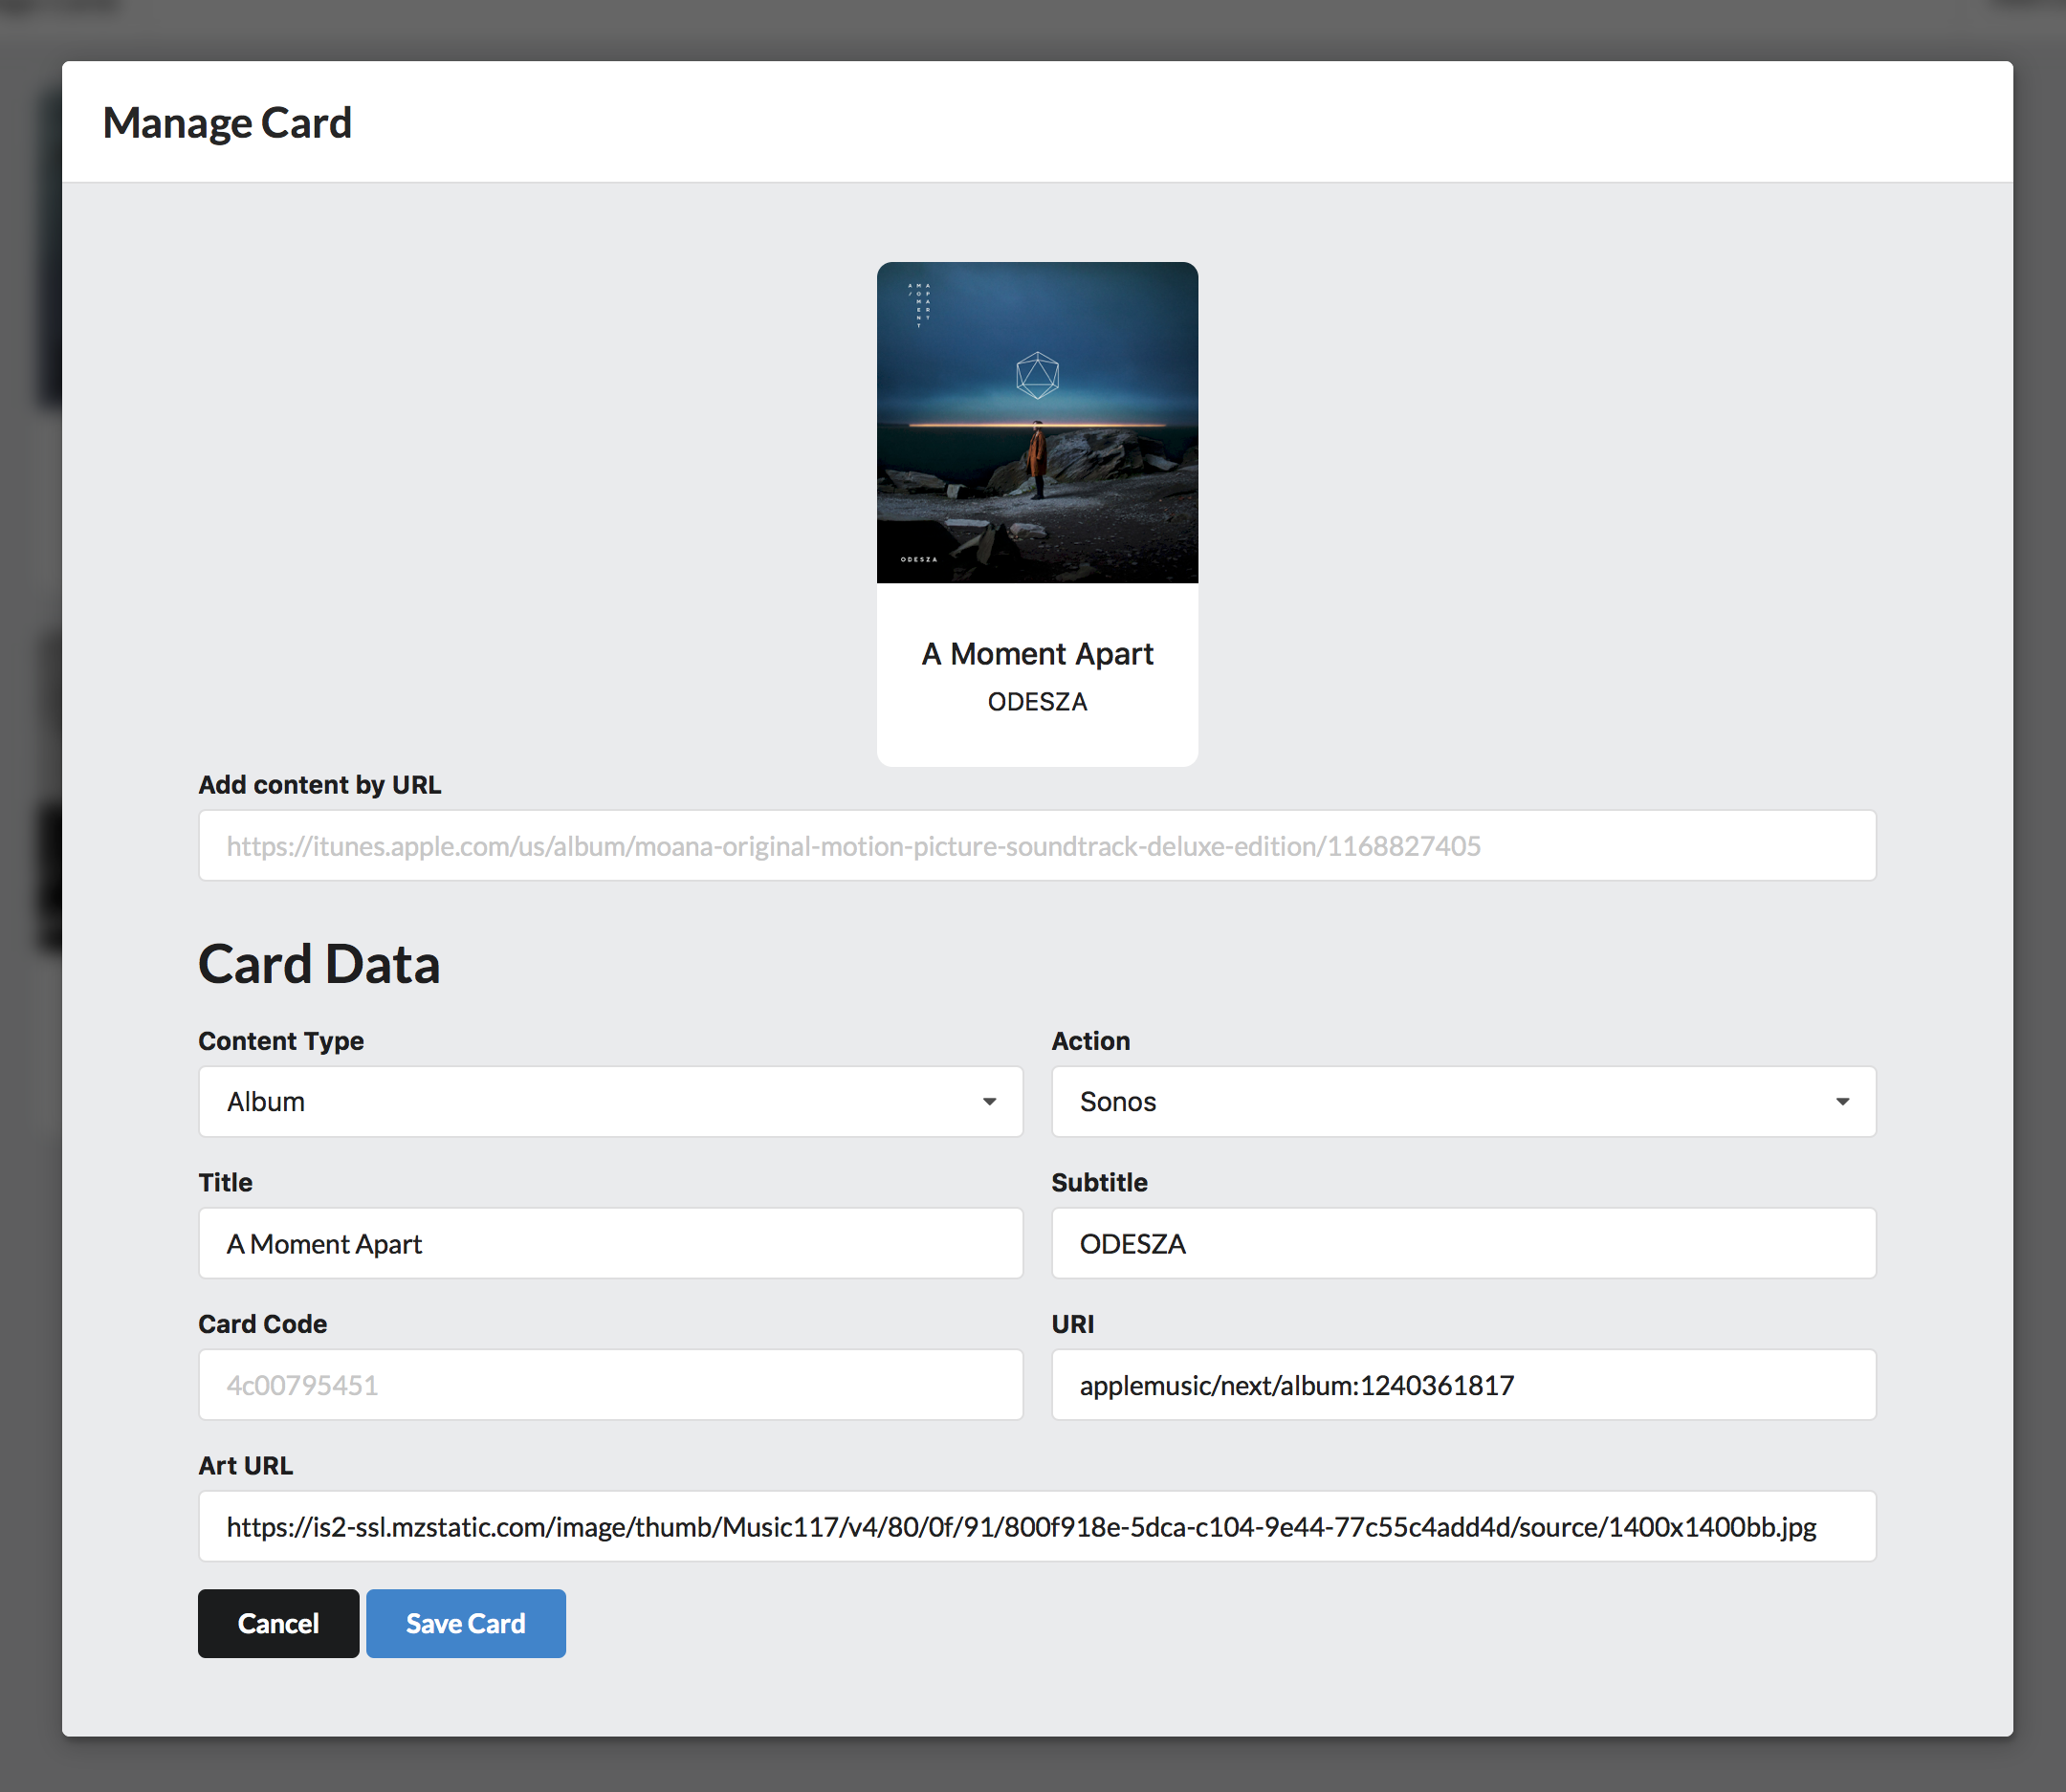 Manage Card
A / MOMENT APART
ODESZA
A Moment Apart
ODESZA
Add content by URL
https://itunes.apple.com/us/album/moana-original-motion-picture-soundtrack-deluxe-edition/1168827405
Card Data
Content Type
Action
Album
Sonos
Title
Subtitle
A Moment Apart
ODESZA
Card Code
URI
4c00795451
applemusic/next/album:1240361817
Art URL
https://is2-ssl.mzstatic.com/image/thumb/Music117/v4/80/0f/91/800f918e-5dca-c104-9e44-77c55c4add4d/source/1400x1400bb.jpg
Cancel
Save Card